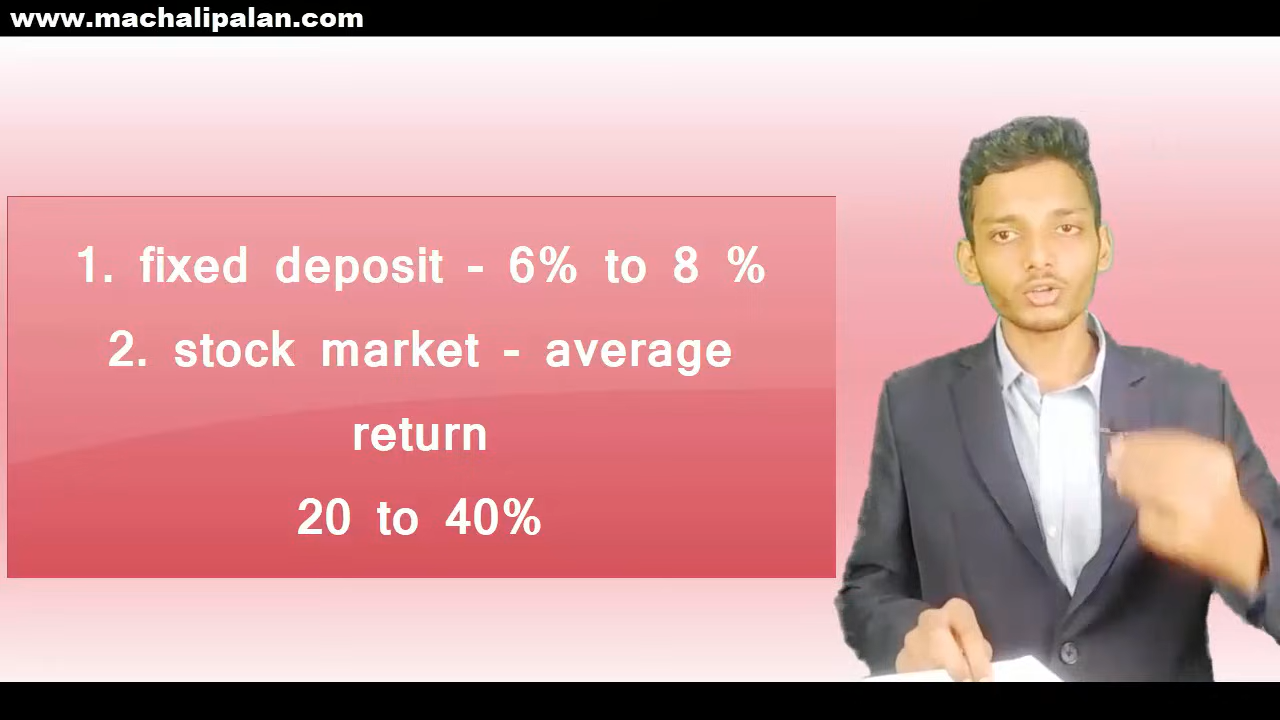 www.machalipalan.com
1. fixed deposit - 6% to 8 %
2. stock market - average
return
20 to 40%